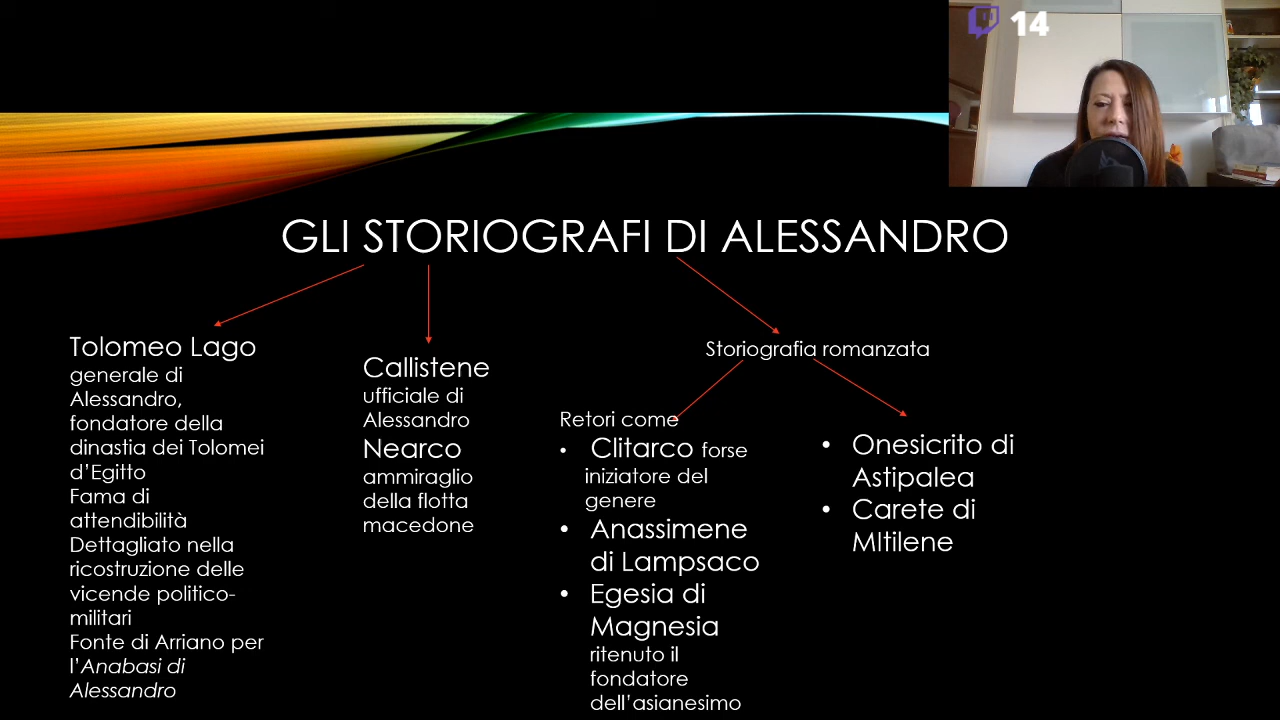 14
GLI STORIOGRAFI DI ALESSANDRO
Tolomeo Lago
generale di
Alessandro,
fondatore della
dinastia dei Tolomei
d'Egitto
Fama di
attendibilità
Dettagliato nella
ricostruzione delle
vicende politico-
militari
Fonte di Arriano per
l'Anabasi di
Alessandro
Callistene
ufficiale di
Alessandro
Nearco
ammiraglio
della flotta
macedone
Storiografia romanzata
Retori come
• Clitarco forse
iniziatore del
genere
• Anassimene
di Lampsaco
• Egesia di
Magnesia
ritenuto il
fondatore
dell'asianesimo
• Onesicrito di
Astipalea
• Carete di
MItilene